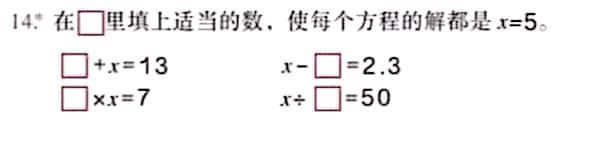 14.* 在□里填上适当的数，使每个方程的解都是 x=5。
□+x=13 x-□=2.3
□×x=7 x÷□=50